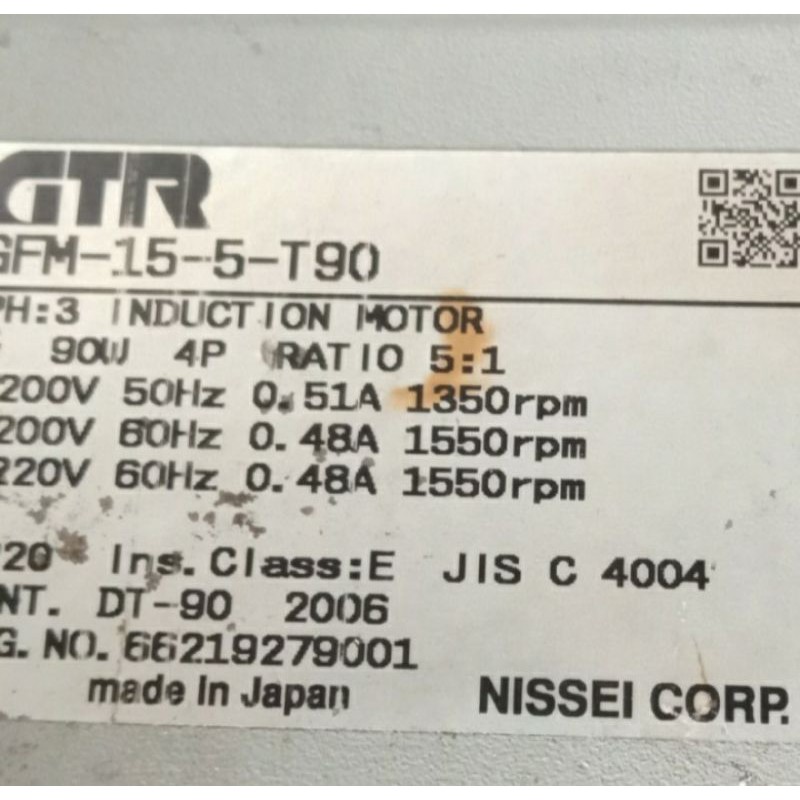 GTR
GFM-15-5-T90
PH:3 INDUCTION MOTOR
90W 4P RATIO 5:1
200V 50Hz 0.51A 1350rpm
200V 60Hz 0.48A 1550rpm
220V 60Hz 0.48A 1550rpm
20 Ins.Class:E JIS C 4004
NT. DT-90 2006
G. NO. 66219279001
made In Japan
NISSEI CORP.